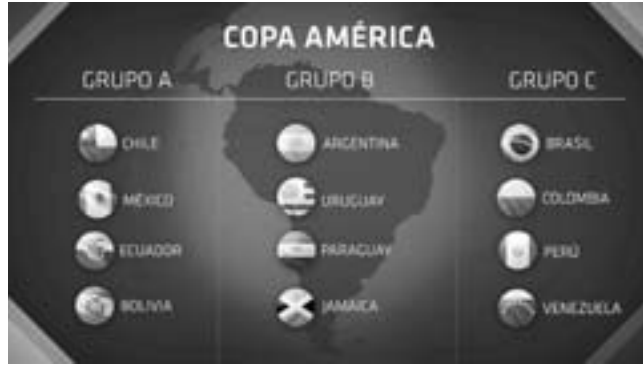 COPA AMÉRICA
GRUPO A
CHILE
MÉXICO
ECUADOR
BOLIVIA
GRUPO B
ARGENTINA
URUGUAY
PARAGUAY
JAMAICA
GRUPO C
BRASIL
COLOMBIA
PERÚ
VENEZUELA